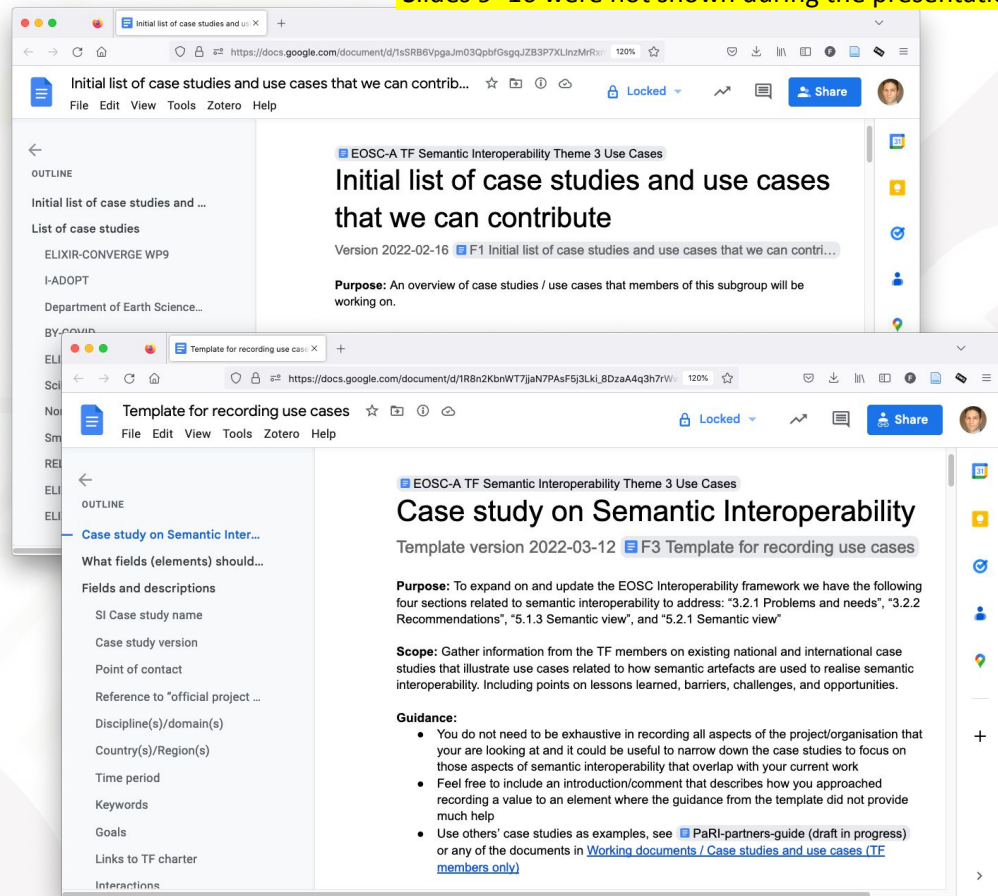 Slides 9-10 were not shown during the
Initial list of case studies and us
https://docs.google.com/document/d/1sSRB6VpgaJm03QpbfGsgqJZB3P7XLInzMrRx
120%
Initial list of case studies and use cases that we can contrib...
Locked
Share
File Edit View Tools Zotero Help
OUTLINE
Initial list of case studies and ...
List of case studies
ELIXIR-CONVERGE WP9
I-ADOPT
Department of Earth Science...
BY-COVID
ELI
Sci
Nor
Sm
REL
ELI
ELI
EOSC-A TF Semantic Interoperability Theme 3 Use Cases
Initial list of case studies and use cases
that we can contribute
Version 2022-02-16 F1 Initial list of case studies and use cases that we can contri...
Purpose: An overview of case studies / use cases that members of this subgroup will be
working on.
31
Template for recording use case
https://docs.google.com/document/d/1R8n2KbnWT7jjaN7PAsF5j3Lki_8DzaA4q3h7rW
120%
Template for recording use cases
Locked
Share
File Edit View Tools Zotero Help
OUTLINE
Case study on Semantic Inter...
What fields (elements) should...
Fields and descriptions
SI Case study name
Case study version
Point of contact
Reference to "official project ...
Discipline(s)/domain(s)
Country(s)/Region(s)
Time period
Keywords
Goals
Links to TF charter
Interactions
EOSC-A TF Semantic Interoperability Theme 3 Use Cases
Case study on Semantic Interoperability
Template version 2022-03-12 F3 Template for recording use cases
Purpose: To expand on and update the EOSC Interoperability framework we have the following
four sections related to semantic interoperability to address: "3.2.1 Problems and needs", "3.2.2
Recommendations", "5.1.3 Semantic view", and "5.2.1 Semantic view"
Scope: Gather information from the TF members on existing national and international case
studies that illustrate use cases related to how semantic artefacts are used to realise semantic
interoperability. Including points on lessons learned, barriers, challenges, and opportunities.
Guidance:
● You do not need to be exhaustive in recording all aspects of the project/organisation that
your are looking at and it could be useful to narrow down the case studies to focus on
those aspects of semantic interoperability that overlap with your current work
● Feel free to include an introduction/comment that describes how you approached
recording a value to an element where the guidance from the template did not provide
much help
● Use others' case studies as examples, see PaRI-partners-guide (draft in progress)
or any of the documents in Working documents / Case studies and use cases (TF
members only)
31